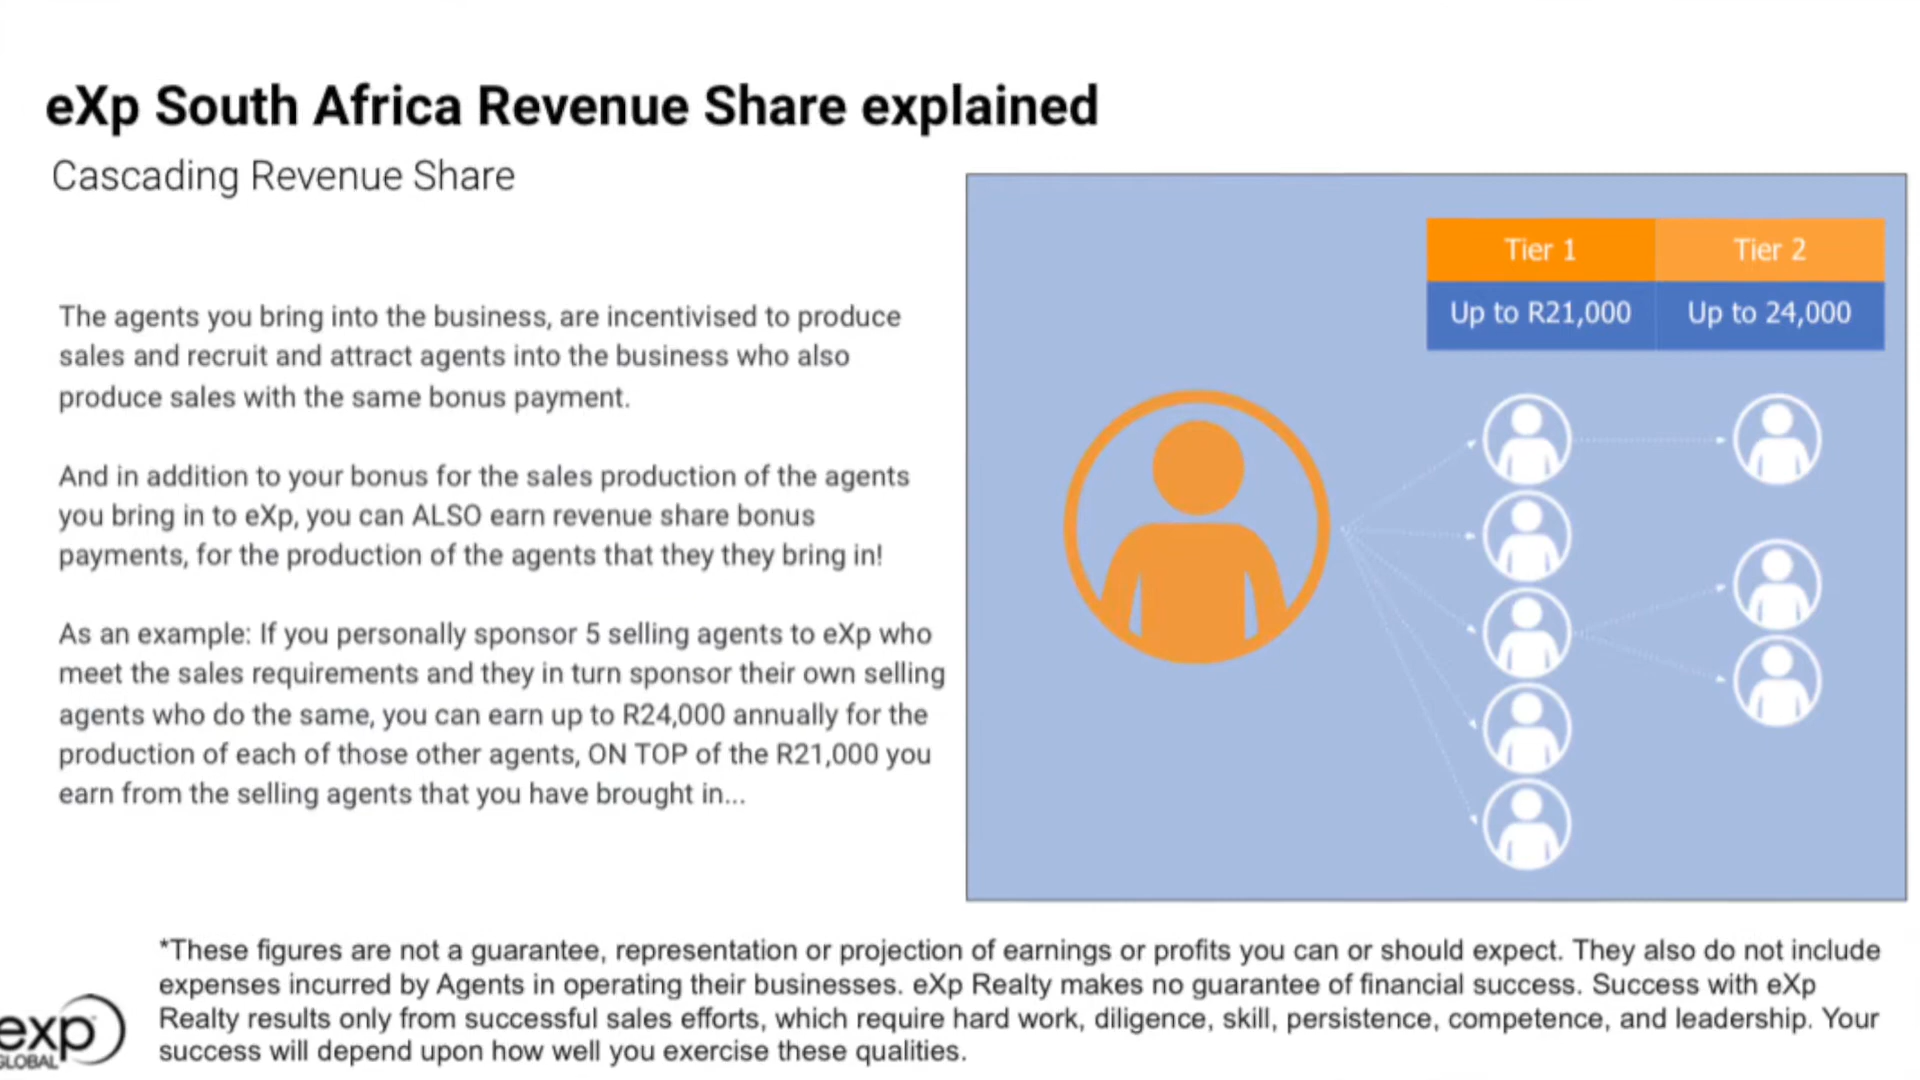 eXp South Africa Revenue Share explained
Cascading Revenue Share
The agents you bring into the business, are incentivised to produce
sales and recruit and attract agents into the business who also
produce sales with the same bonus payment.
And in addition to your bonus for the sales production of the agents
you bring in to eXp, you can ALSO earn revenue share bonus
payments, for the production of the agents that they they bring in!
As an example: If you personally sponsor 5 selling agents to eXp who
meet the sales requirements and they in turn sponsor their own selling
agents who do the same, you can earn up to R24,000 annually for the
production of each of those other agents, ON TOP of the R21,000 you
earn from the selling agents that you have brought in...
Tier 1 Tier 2
Up to R21,000 Up to 24,000
*These figures are not a guarantee, representation or projection of earnings or profits you can or should expect. They also do not include
expenses incurred by Agents in operating their businesses. eXp Realty makes no guarantee of financial success. Success with eXp
Realty results only from successful sales efforts, which require hard work, diligence, skill, persistence, competence, and leadership. Your
success will depend upon how well you exercise these qualities.
exp
GLOBAL